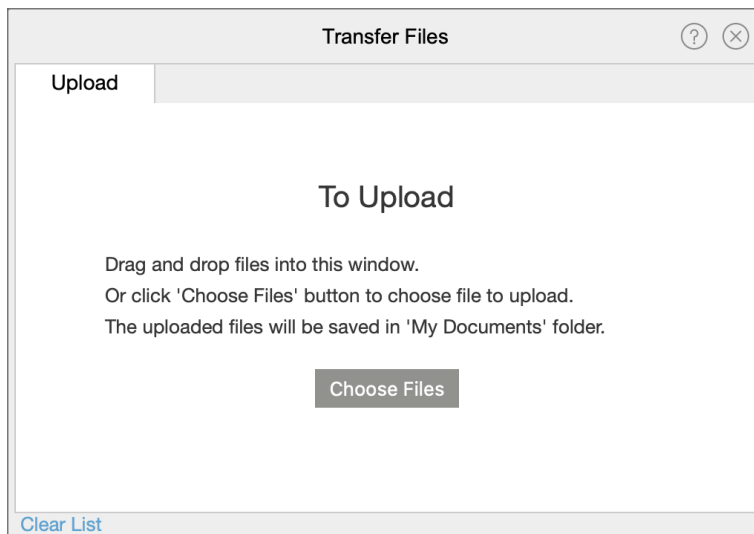 Transfer Files
Upload
To Upload
Drag and drop files into this window.
Or click 'Choose Files' button to choose file to upload.
The uploaded files will be saved in 'My Documents' folder.
Choose Files
Clear List